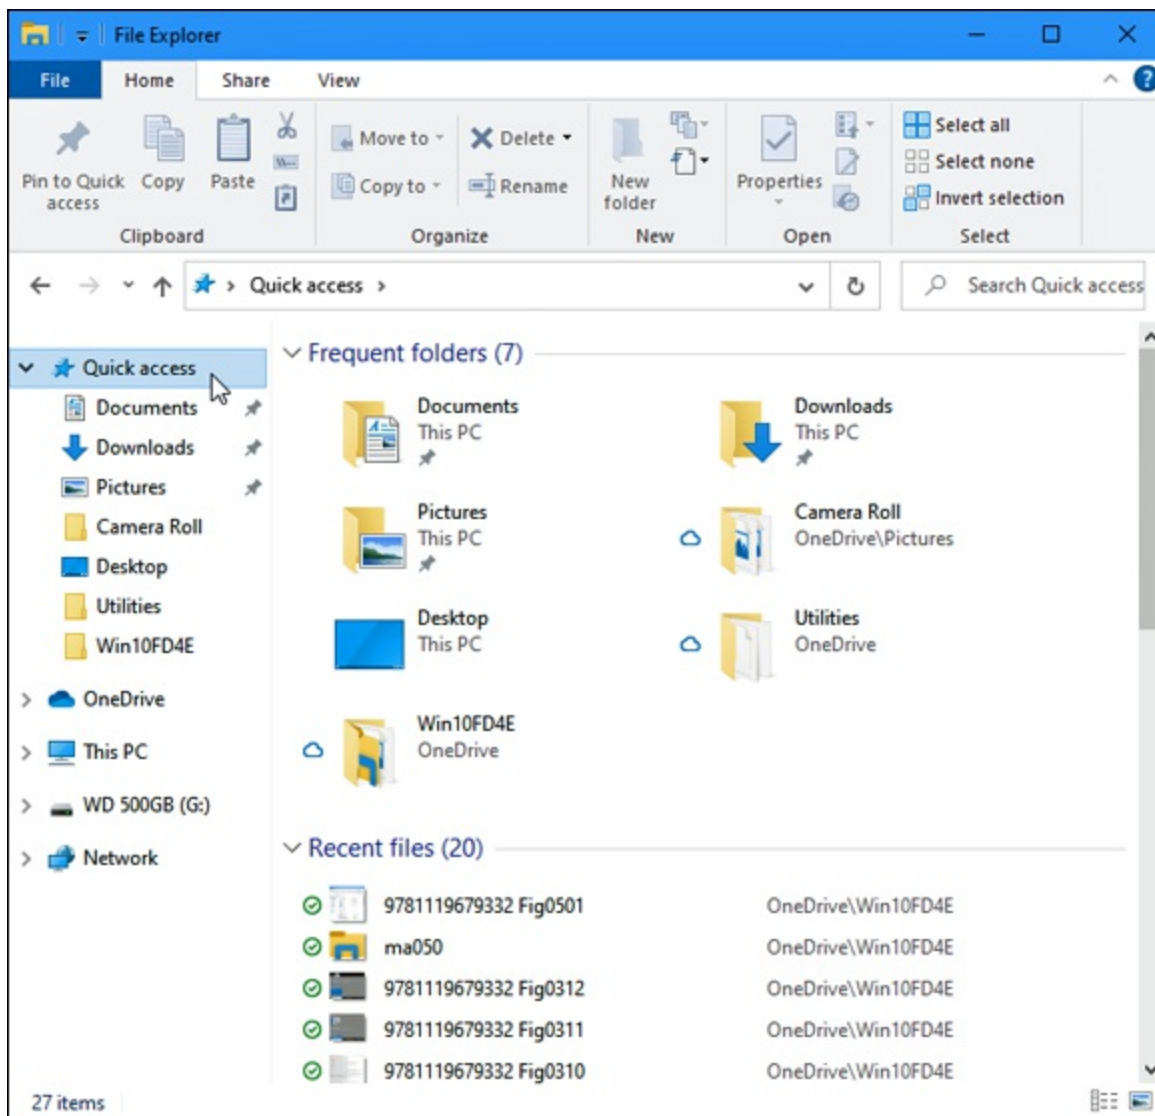 File Explorer
File Home Share View
?
Pin to Quick access
Copy
Paste
Clipboard
Move to
Copy to
Delete
Rename
Organize
New folder
New
Properties
Open
Select all
Select none
Invert selection
Select
Quick access
Search Quick access
Quick access
Documents
Downloads
Pictures
Camera Roll
Desktop
Utilities
Win10FD4E
OneDrive
This PC
WD 500GB (G:)
Network
Frequent folders (7)
Documents
This PC
Downloads
This PC
Pictures
This PC
Camera Roll
OneDrive\Pictures
Desktop
This PC
Utilities
OneDrive
Win10FD4E
OneDrive
Recent files (20)
9781119679332 Fig0501 OneDrive\Win10FD4E
ma050 OneDrive\Win10FD4E
9781119679332 Fig0312 OneDrive\Win10FD4E
9781119679332 Fig0311 OneDrive\Win10FD4E
9781119679332 Fig0310 OneDrive\Win10FD4E
27 items